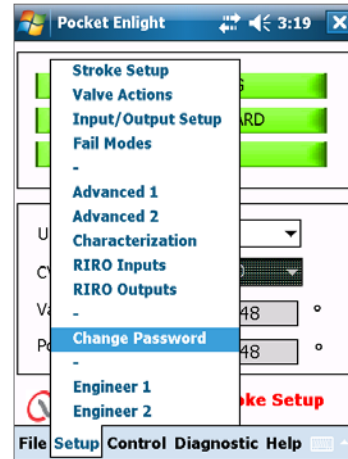 Pocket Enlight 3:19
Stroke Setup
Valve Actions
Input/Output Setup
Fail Modes
-
Advanced 1
Advanced 2
Characterization
RIRO Inputs
RIRO Outputs
-
Change Password
-
Engineer 1
Engineer 2
ARD
U
C
Va
48 °
Po
48 °
oke Setup
File Setup Control Diagnostic Help